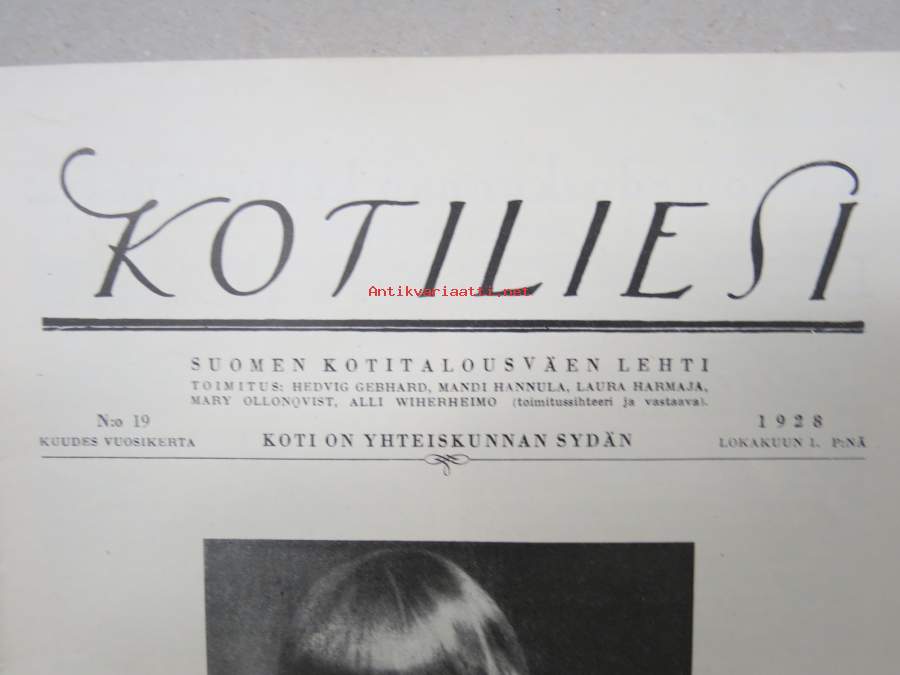 KOTILIESI
Antikvariaatti.net
SUOMEN KOTITALOUSVÄEN LEHTI
TOIMITUS: HEDVIG GEBHARD, MANDI HANNULA, LAURA HARMAJA,
MARY OLLONQVIST, ALLI WIHERHEIMO (toimitussihteeri ja vastaava).
N:o 19
KUUDES VUOSIKERTA
KOTI ON YHTEISKUNNAN SYDÄN
1928
LOKAKUUN 1. P:NÄ